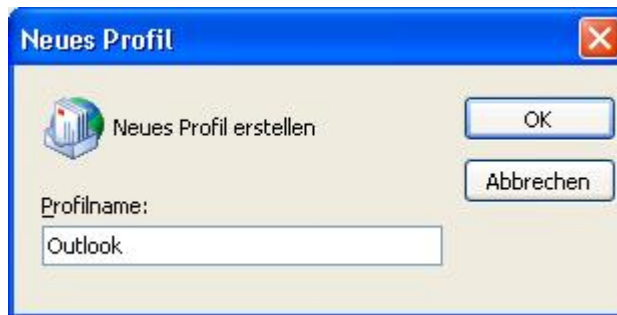 Neues Profil
Neues Profil erstellen
OK
Abbrechen
Profilname:
Outlook